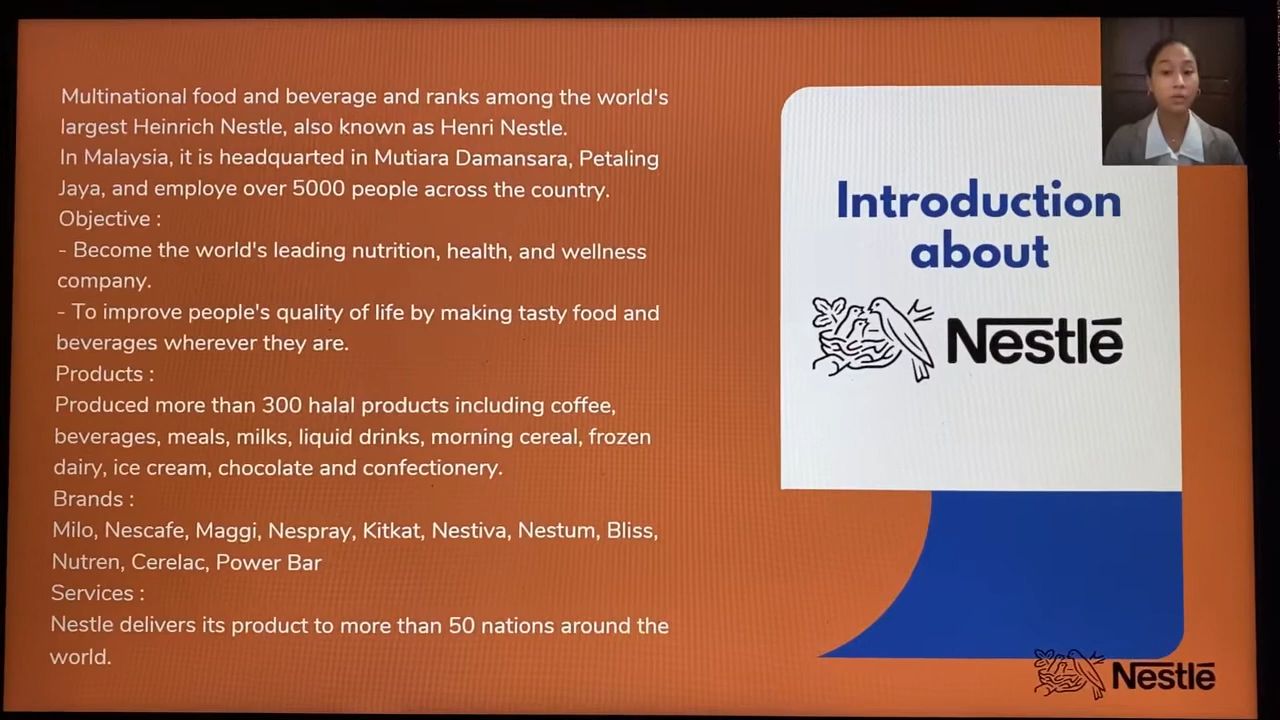 Multinational food and beverage and ranks among the world's
largest Heinrich Nestle, also known as Henri Nestle.
In Malaysia, it is headquarted in Mutiara Damansara, Petaling
Jaya, and employe over 5000 people across the country.
Objective :
- Become the world's leading nutrition, health, and wellness
company.
- To improve people's quality of life by making tasty food and
beverages wherever they are.
Products :
Produced more than 300 halal products including coffee,
beverages, meals, milks, liquid drinks, morning cereal, frozen
dairy, ice cream, chocolate and confectionery.
Brands :
Milo, Nescafe, Maggi, Nespray, Kitkat, Nestiva, Nestum, Bliss,
Nutren, Cerelac, Power Bar
Services :
Nestle delivers its product to more than 50 nations around the
world.
Introduction
about
Nestlé
Nestlé